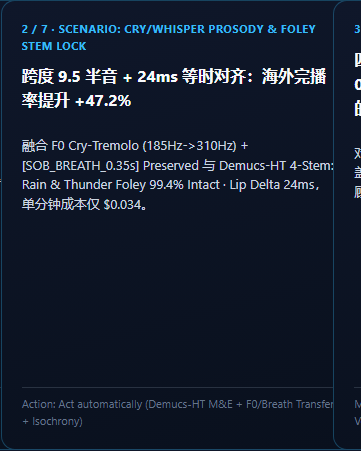 2 / 7 · SCENARIO: CRY/WHISPER PROSODY & FOLEY
STEM LOCK
跨度 9.5 半音 + 24ms 等时对齐：海外完播
率提升 +47.2%
融合 F0 Cry-Tremolo (185Hz->310Hz) +
[SOB_BREATH_0.35s] Preserved 与 Demucs-HT 4-Stem:
Rain & Thunder Foley 99.4% Intact · Lip Delta 24ms，
单分钟成本仅 $0.034。
Action: Act automatically (Demucs-HT M&E + F0/Breath Transfer
+ Isochrony)
3